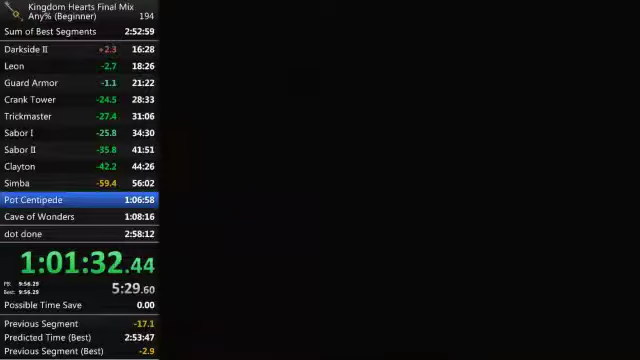 Kingdom Hearts Final Mix
Any% (Beginner) 194
Sum of Best Segments 2:52:59
Darkside II +2.3 16:28
Leon -2.7 18:26
Guard Armor -1.1 21:22
Crank Tower -24.5 28:33
Trickmaster -27.4 31:06
Sabor I -25.8 34:30
Sabor II -35.8 41:51
Clayton -42.2 44:26
Simba -59.4 56:02
Pot Centipede 1:06:58
Cave of Wonders 1:08:16
dot done 2:58:12
1:01:32.44
PB: 9:56.29
Best: 9:56.29
5:29.60
Possible Time Save 0.00
Previous Segment -17.1
Predicted Time (Best) 2:53:47
Previous Segment (Best) -2.9